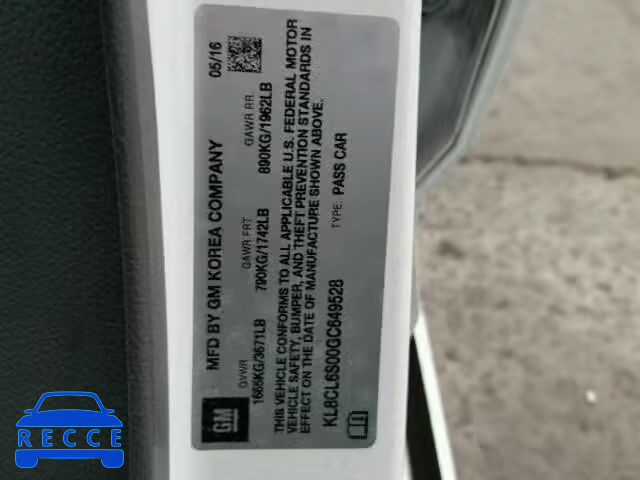 GM
MFD BY GM KOREA COMPANY 05/16
GVWR GAWR FRT GAWR RR
1665KG/3671LB 790KG/1742LB 890KG/1962LB
THIS VEHICLE CONFORMS TO ALL APPLICABLE U.S. FEDERAL MOTOR
VEHICLE SAFETY, BUMPER, AND THEFT PREVENTION STANDARDS IN
EFFECT ON THE DATE OF MANUFACTURE SHOWN ABOVE.
KL8CL6S00GC649528 TYPE: PASS CAR
RECCE